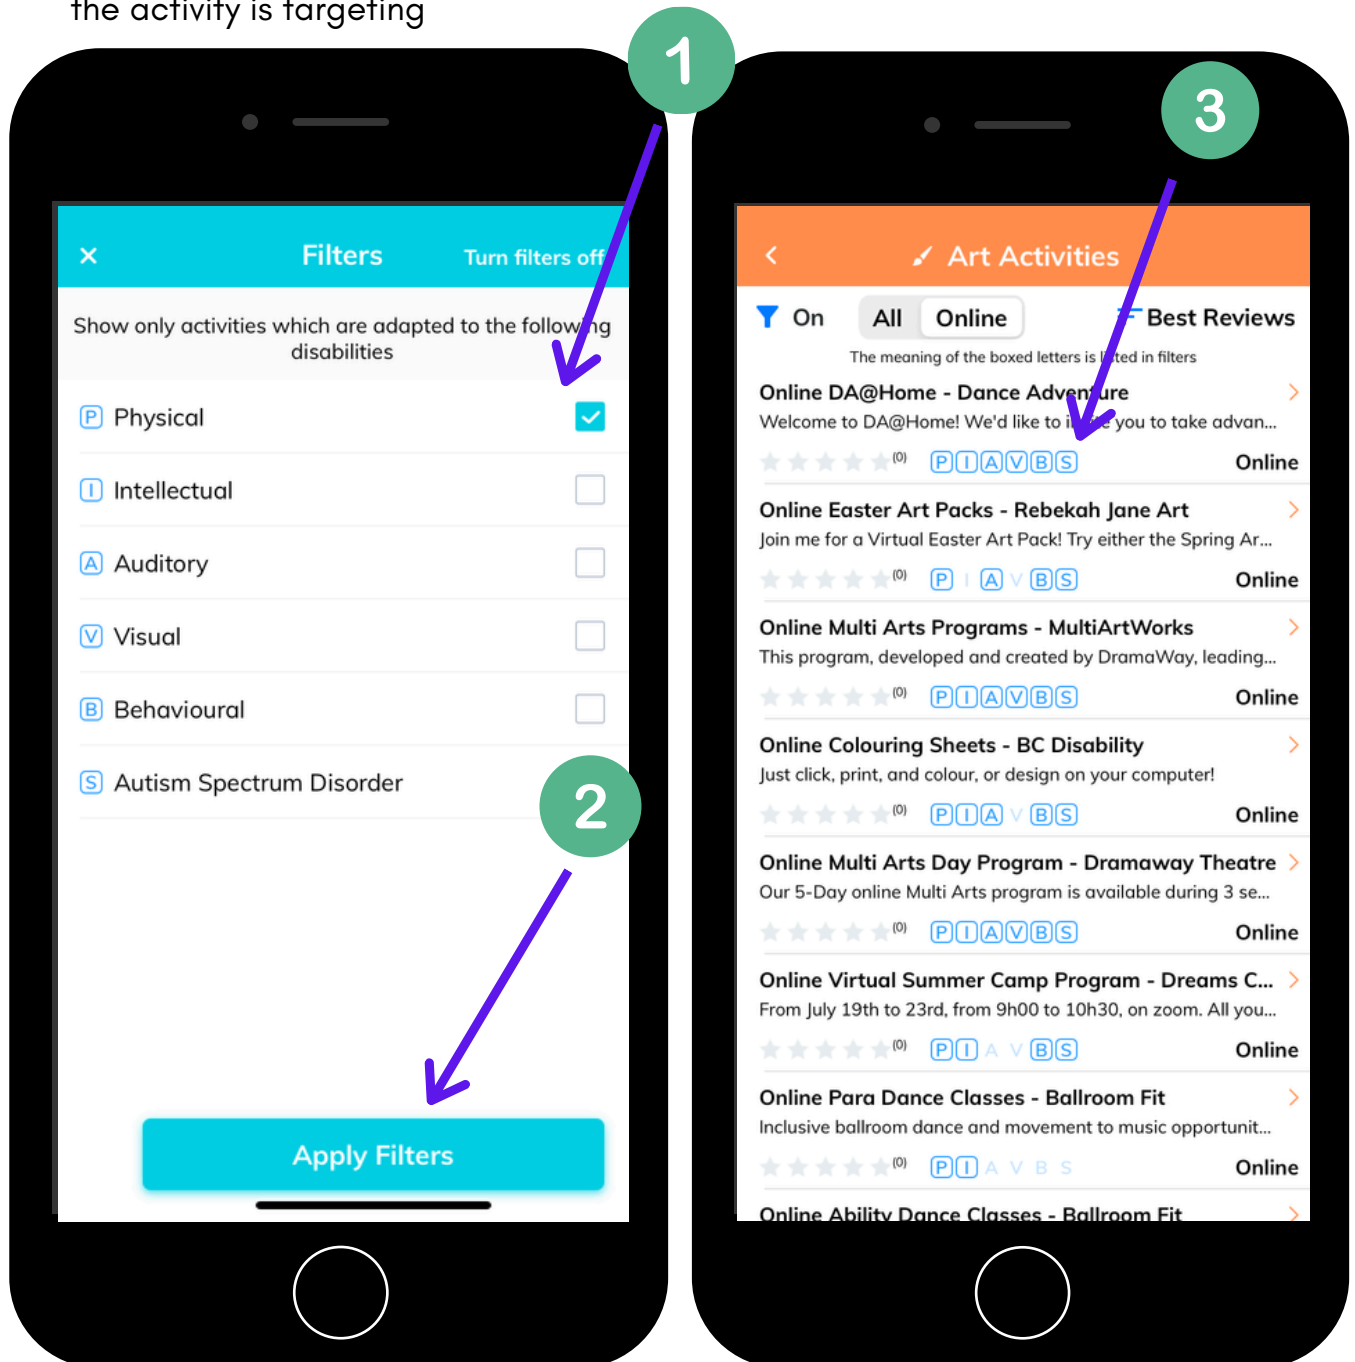 the activity is targeting
1
Filters
Turn filters off
Show only activities which are adapted to the following
disabilities
P Physical
I Intellectual
A Auditory
V Visual
B Behavioural
S Autism Spectrum Disorder
2
Apply Filters
3
Art Activities
On All Online Best Reviews
The meaning of the boxed letters is listed in filters
Online DA@Home - Dance Adventure
Welcome to DA@Home! We'd like to invite you to take advan...
(0) P I A V B S Online
Online Easter Art Packs - Rebekah Jane Art
Join me for a Virtual Easter Art Pack! Try either the Spring Ar...
(0) P I A V B S Online
Online Multi Arts Programs - MultiArtWorks
This program, developed and created by DramaWay, leading...
(0) P I A V B S Online
Online Colouring Sheets - BC Disability
Just click, print, and colour, or design on your computer!
(0) P I A V B S Online
Online Multi Arts Day Program - Dramaway Theatre
Our 5-Day online Multi Arts program is available during 3 se...
(0) P I A V B S Online
Online Virtual Summer Camp Program - Dreams C...
From July 19th to 23rd, from 9h00 to 10h30, on zoom. All you...
(0) P I A V B S Online
Online Para Dance Classes - Ballroom Fit
Inclusive ballroom dance and movement to music opportunit...
(0) P I A V B S Online
Online Ability Dance Classes - Ballroom Fit